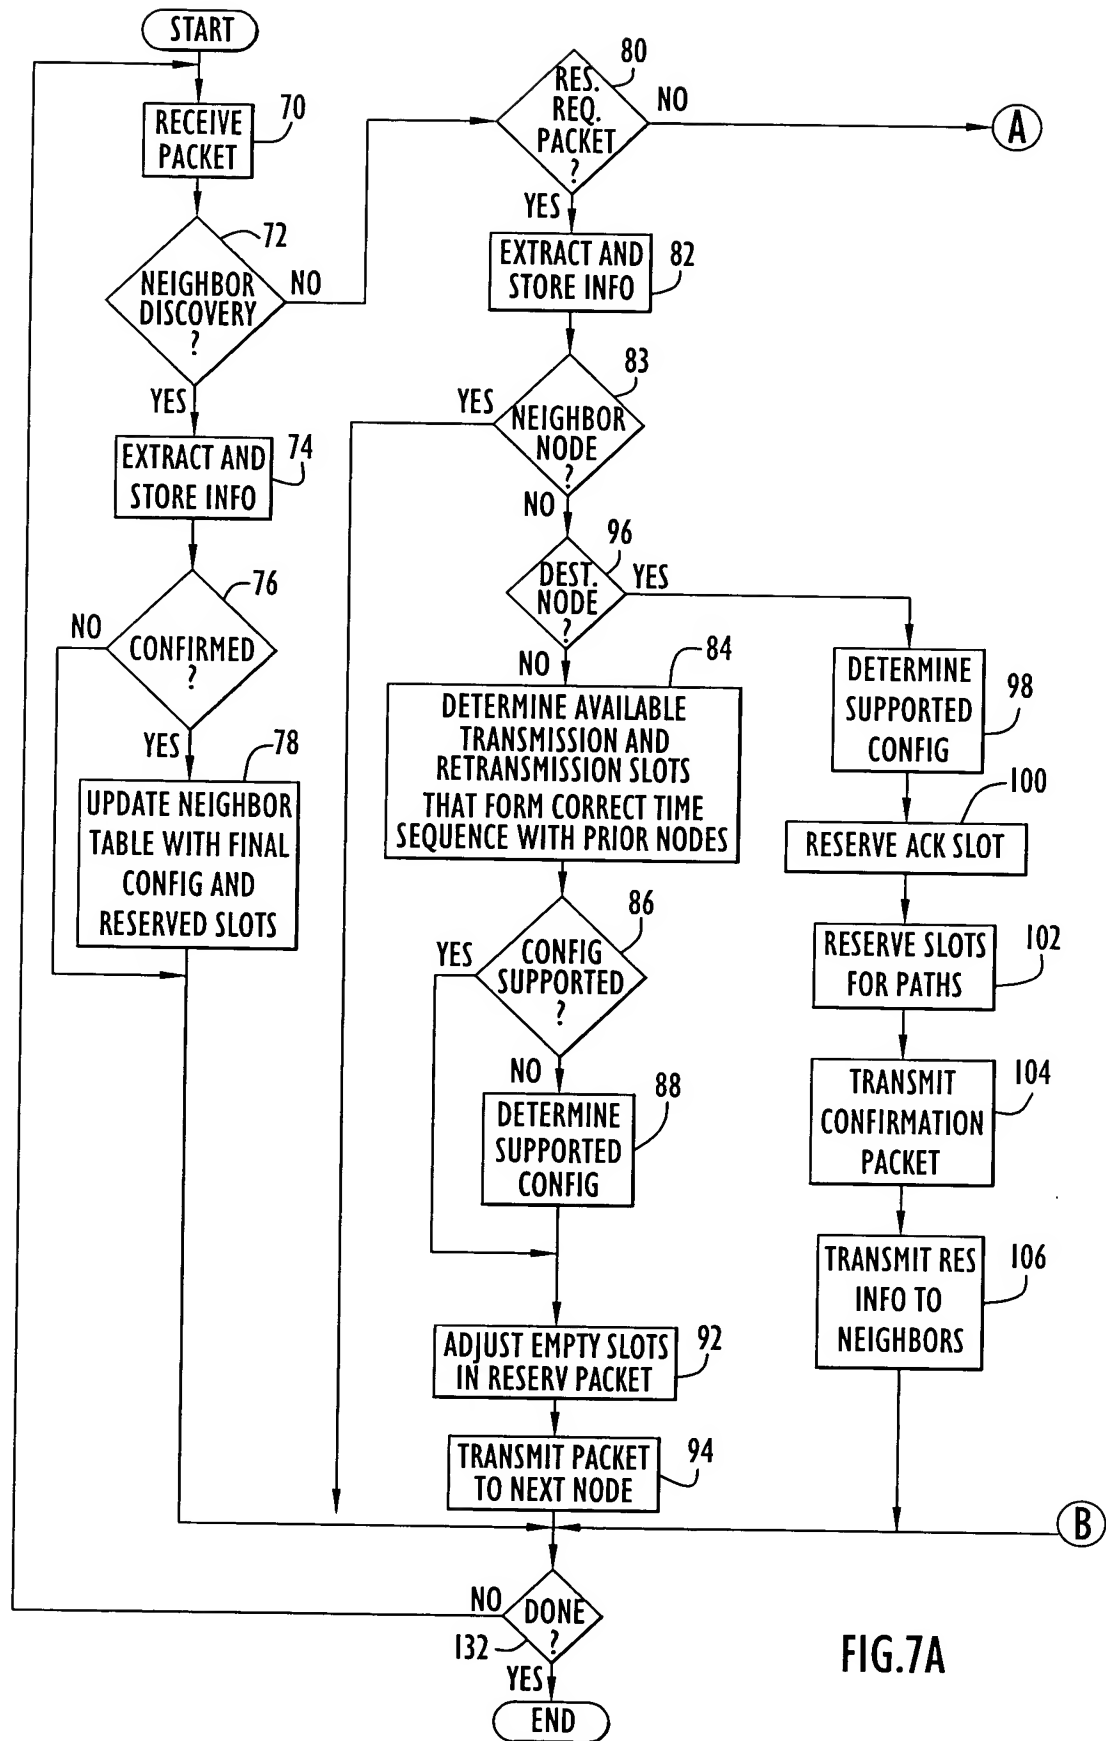 START
RECEIVE
PACKET
70
NEIGHBOR
DISCOVERY
?
72
NO
YES
EXTRACT AND
STORE INFO
74
CONFIRMED
?
76
NO
YES
UPDATE NEIGHBOR
TABLE WITH FINAL
CONFIG AND
RESERVED SLOTS
78
RES.
REQ.
PACKET
?
80
NO
A
YES
EXTRACT AND
STORE INFO
82
NEIGHBOR
NODE
?
83
YES
NO
DEST.
NODE
?
96
YES
NO
DETERMINE AVAILABLE
TRANSMISSION AND
RETRANSMISSION SLOTS
THAT FORM CORRECT TIME
SEQUENCE WITH PRIOR NODES
84
CONFIG
SUPPORTED
?
86
YES
NO
DETERMINE
SUPPORTED
CONFIG
88
ADJUST EMPTY SLOTS
IN RESERV PACKET
92
TRANSMIT PACKET
TO NEXT NODE
94
DETERMINE
SUPPORTED
CONFIG
98
RESERVE ACK SLOT
100
RESERVE SLOTS
FOR PATHS
102
TRANSMIT
CONFIRMATION
PACKET
104
TRANSMIT RES
INFO TO
NEIGHBORS
106
B
DONE
?
132
NO
YES
END
FIG.7A